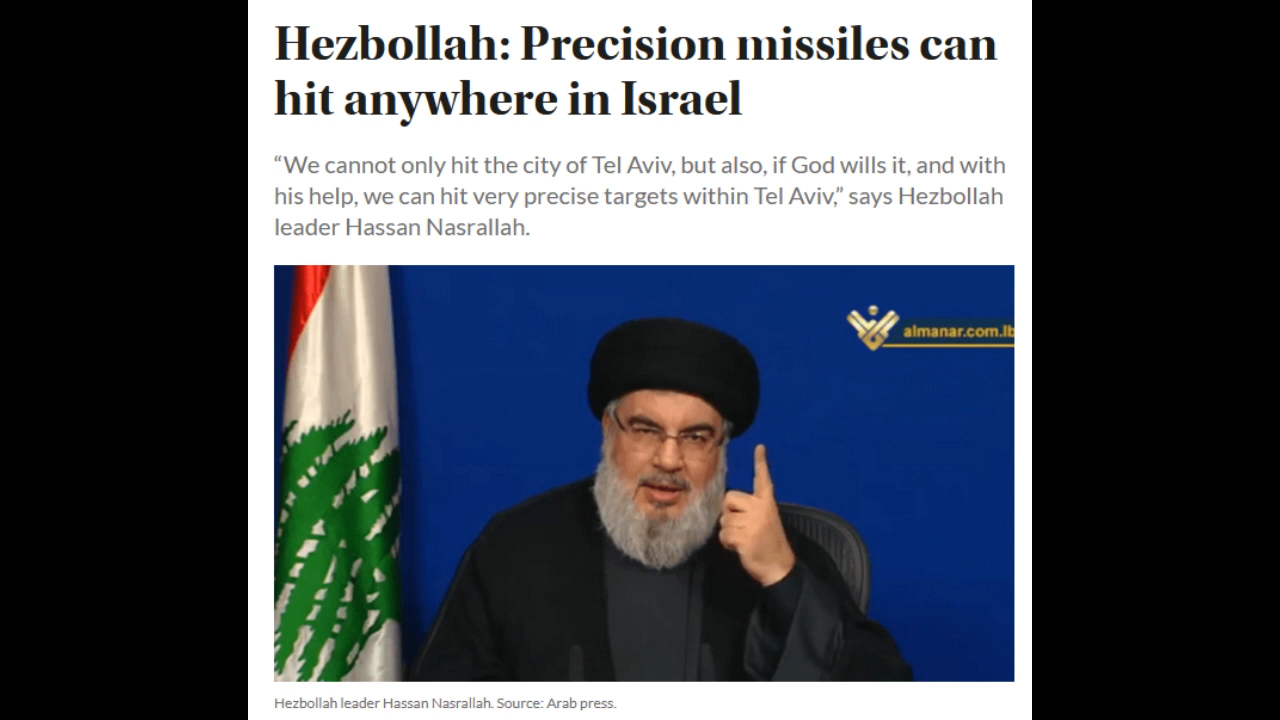 Hezbollah: Precision missiles can
hit anywhere in Israel
“We cannot only hit the city of Tel Aviv, but also, if God wills it, and with
his help, we can hit very precise targets within Tel Aviv,” says Hezbollah
leader Hassan Nasrallah.
almanar.com.lb
Hezbollah leader Hassan Nasrallah. Source: Arab press.